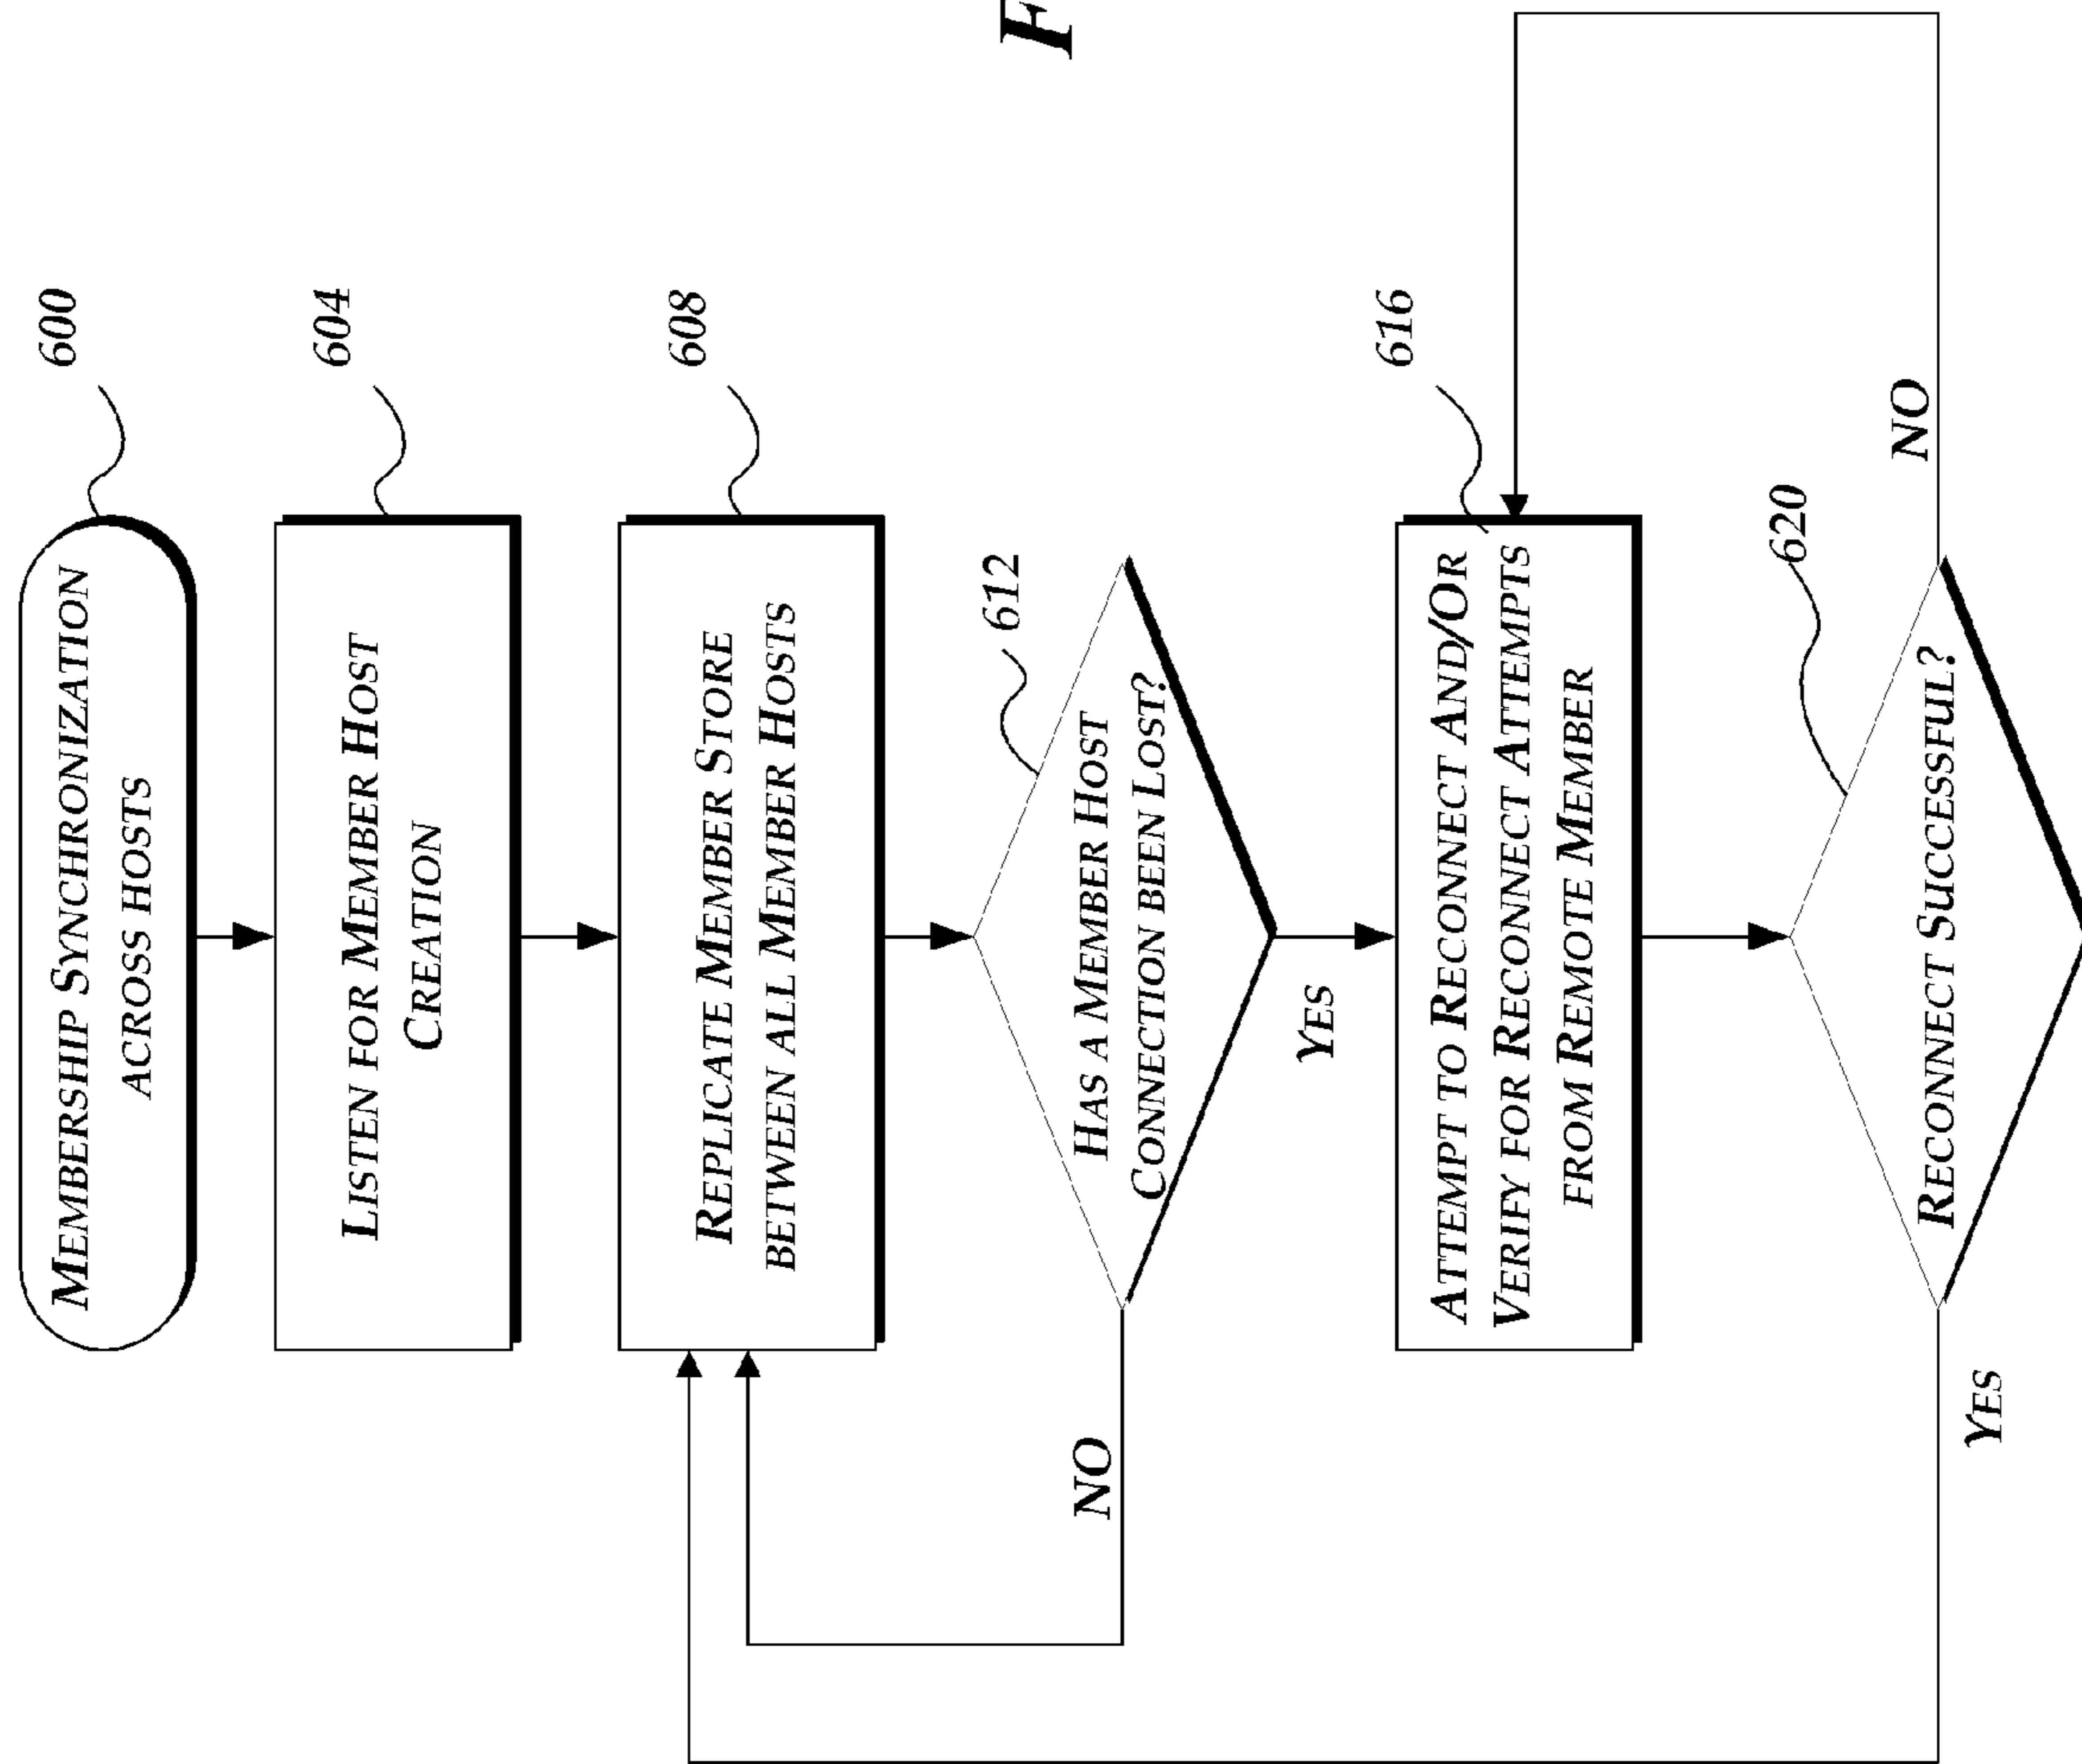 MEMBERSHIP SYNCHRONIZATION
ACROSS HOSTS
600
LISTEN FOR MEMBER HOST
CREATION
604
REPLICATE MEMBER STORE
BETWEEN ALL MEMBER HOSTS
608
HAS A MEMBER HOST
CONNECTION BEEN LOST?
612
NO
YES
ATTEMPT TO RECONNECT AND/OR
VERIFY FOR RECONNECT ATTEMPTS
FROM REMOTE MEMBER
616
RECONNECT SUCCESSFUL?
620
NO
YES
F